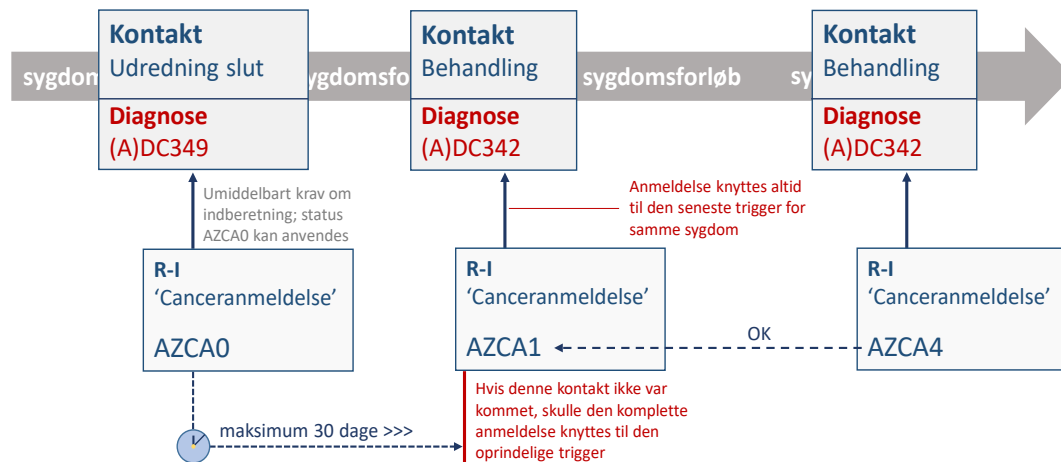 Kontakt
Udredning slut
Diagnose
(A)DC349
Kontakt
Behandling
Diagnose
(A)DC342
sygdomsforløb
Kontakt
Behandling
Diagnose
(A)DC342
Umiddelbart krav om
indberetning; status
AZCA0 kan anvendes
Anmeldelse knyttes altid
til den seneste trigger for
samme sygdom
R-I
‘Canceranmeldelse’
AZCA0
R-I
‘Canceranmeldelse’
AZCA1
OK
R-I
‘Canceranmeldelse’
AZCA4
maksimum 30 dage >>>
Hvis denne kontakt ikke var
kommet, skulle den komplette
anmeldelse knyttes til den
oprindelige trigger